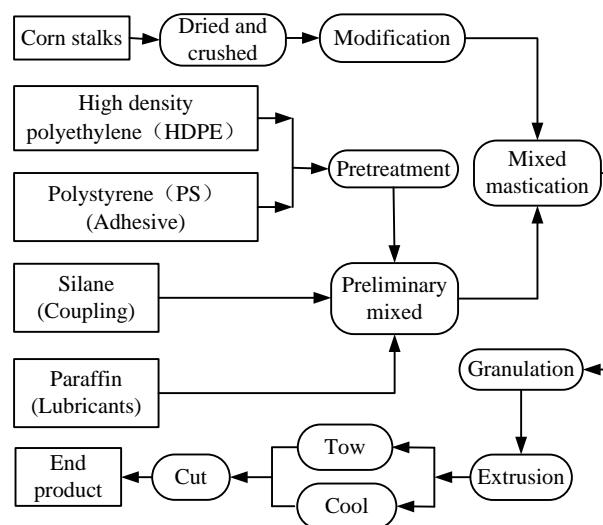 Corn stalks
Dried and
crushed
Modification
High density
polyethylene（HDPE）
Polystyrene（PS）
(Adhesive)
Pretreatment
Mixed
mastication
Silane
(Coupling)
Preliminary
mixed
Paraffin
(Lubricants)
Granulation
Extrusion
Tow
Cool
Cut
End
product